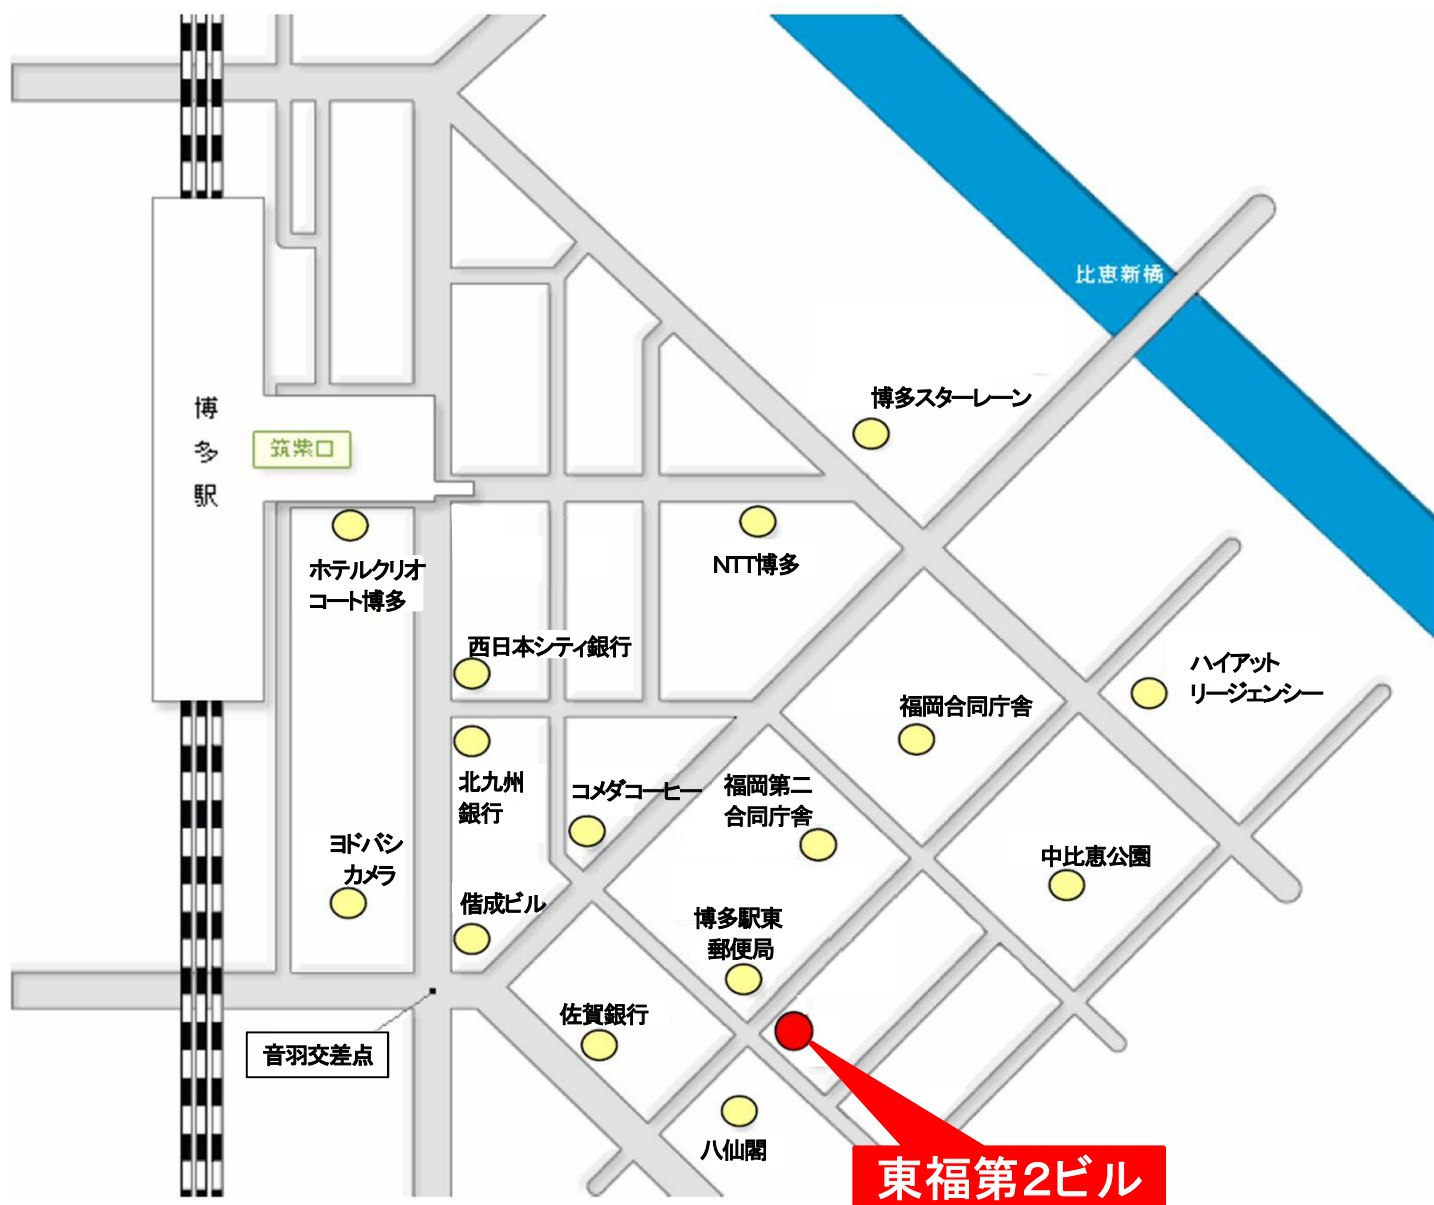 比恵新橋
博多スターレーン
博多駅
筑紫口
NTT博多
ホテルクリオ
コート博多
西日本シティ銀行
ハイアット
リージェンシー
福岡合同庁舎
北九州
銀行
コメダコーヒー
福岡第二
合同庁舎
ヨドバシ
カメラ
中比恵公園
偕成ビル
博多駅東
郵便局
佐賀銀行
音羽交差点
八仙閣
東福第2ビル